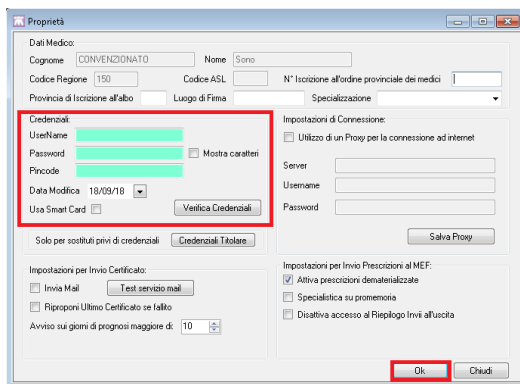 Proprietà
Dati Medico:
Cognome CONVENZIONATO Nome Sono
Codice Regione 150 Codice ASL N° Iscrizione all'ordine provinciale dei medici
Provincia di Iscrizione all'albo Luogo di Firma Specializzazione
Credenziali: Impostazioni di Connessione:
UserName Utilizzo di un Proxy per la connessione ad internet
Password Mostra caratteri Server
Pincode Username
Data Modifica 18/09/18 Password
Usa Smart Card Verifica Credenziali
Salva Proxy
Solo per sostituti privi di credenziali Credenziali Titolare
Impostazioni per Invio Certificato: Impostazioni per Invio Prescrizioni al MEF:
Invia Mail Test servizio mail Attiva prescrizioni dematerializzate
Riproponi Ultimo Certificato se fallito Specialistica su promemoria
Avviso sui giorni di prognosi maggiore di: 10 Disattiva accesso al Riepilogo Invii all'uscita
Ok Chiudi